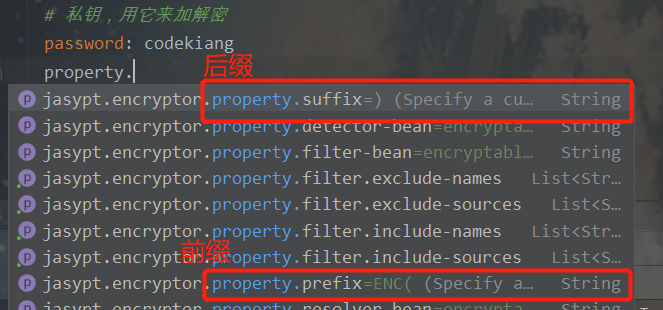 # 私钥，用它来加解密
password: codekiang
property.
后缀
jasypt.encryptor.property.suffix=) (Specify a cu… String
jasypt.encryptor.property.detector-bean=encrypta… String
jasypt.encryptor.property.filter-bean=encryptabl… String
jasypt.encryptor.property.filter.exclude-names List<Str…
jasypt.encryptor.property.filter.exclude-sources List<S…
jasypt.encryptor.property.filter.include-names List<Str…
jasypt.encryptor.property.filter.include-sources List<S…
前缀
jasypt.encryptor.property.prefix=ENC( (Specify a… String
jasypt.encryptor.property.resolver-bean=encrypta… String